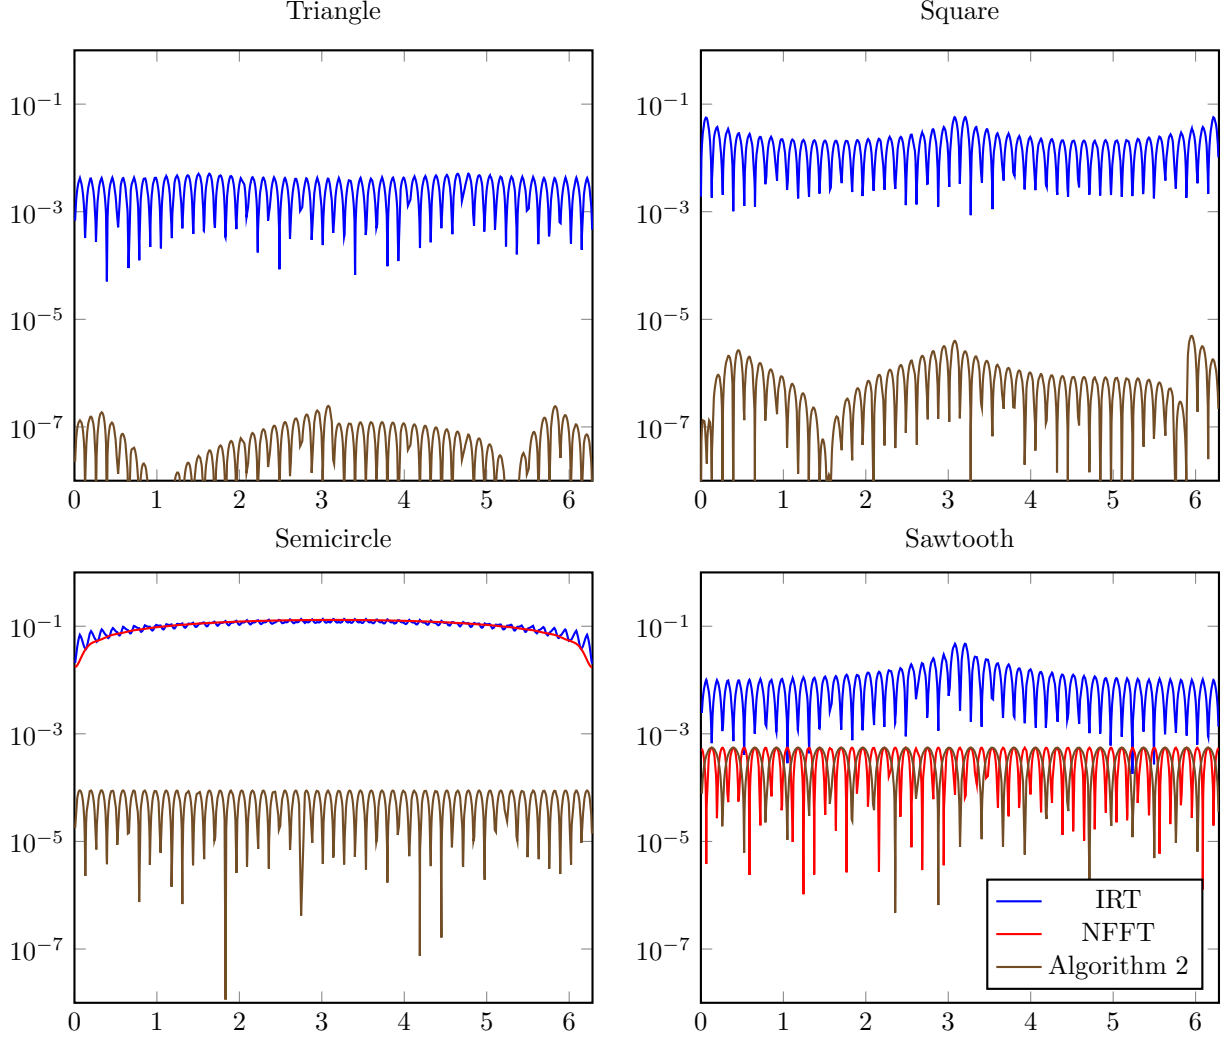 Triangle
Square
10^{-1}
10^{-3}
10^{-5}
10^{-7}
0 1 2 3 4 5 6
10^{-1}
10^{-3}
10^{-5}
10^{-7}
0 1 2 3 4 5 6
Semicircle
Sawtooth
10^{-1}
10^{-3}
10^{-5}
10^{-7}
0 1 2 3 4 5 6
10^{-1}
10^{-3}
10^{-5}
10^{-7}
0 1 2 3 4 5 6
IRT
NFFT
Algorithm 2